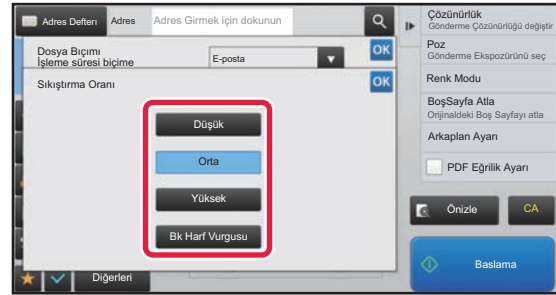 Adres Defterı
Adres
Adres Girmek için dokunun
Dosya Bıçımı
İşleme süresi biçime
E-posta
OK
Sıkıştırma Oranı
OK
Düşük
Orta
Yüksek
Bk Harf Vurgusu
Diğerleri
Çözünürlük
Gönderme Çözünürlüğü değiştir
Poz
Gönderme Ekspozürünü seç
Renk Modu
BoşSayfa Atla
Orijinaldeki Boş Sayfayı atla
Arkaplan Ayarı
PDF Eğrilik Ayarı
Önizle
CA
Baslama